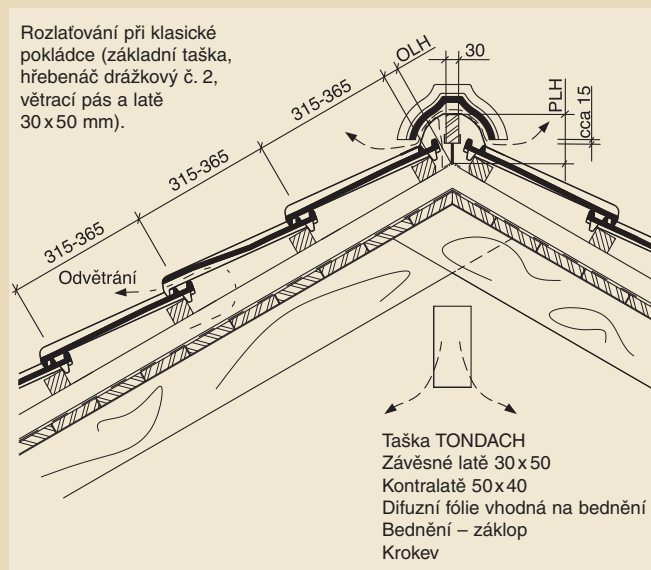 Rozlaťování při klasické
pokládce (základní taška,
hřebenáč drážkový č. 2,
větrací pás a latě
30 x 50 mm).
OLH
30
PLH
cca 15
315-365
315-365
315-365
Odvětrání
Taška TONDACH
Závěsné latě 30 x 50
Kontralatě 50 x 40
Difuzní fólie vhodná na bednění
Bednění – záklop
Krokev